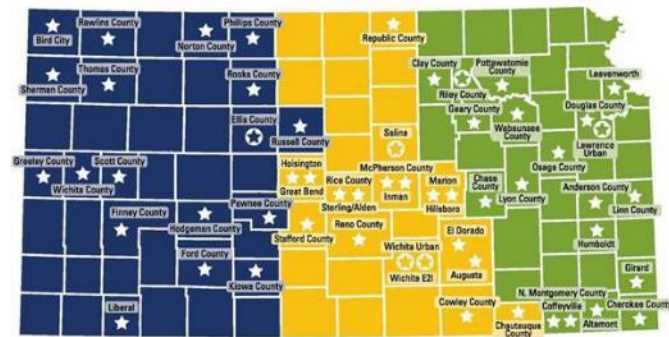 Rawlins County
Phillips County
Bird City
Norton County
Republic County
Thomas County
Rooks County
Sherman County
Clay County
Pottawatomie
County
Riley County
Leavenworth
Geary County
Douglas County
Wabaunsee
County
Lawrence
Urban
Ellis County
Russell County
Salina
Osage County
Greeley County
Scott County
Wichita County
Hoisington
Great Bend
McPherson County
Rice County
Inman
Sterling/Alden
Marion
Hillsboro
Chase
County
Lyon County
Anderson County
Linn County
Pawnee County
Finney County
Hodgeman County
Stafford County
Reno County
El Dorado
Humboldt
Ford County
Wichita Urban
Wichita E2I
Augusta
Kiowa County
Girard
Liberal
Cowley County
Chautauqua County
N. Montgomery County
Coffeyville
Altamont
Cherokee County